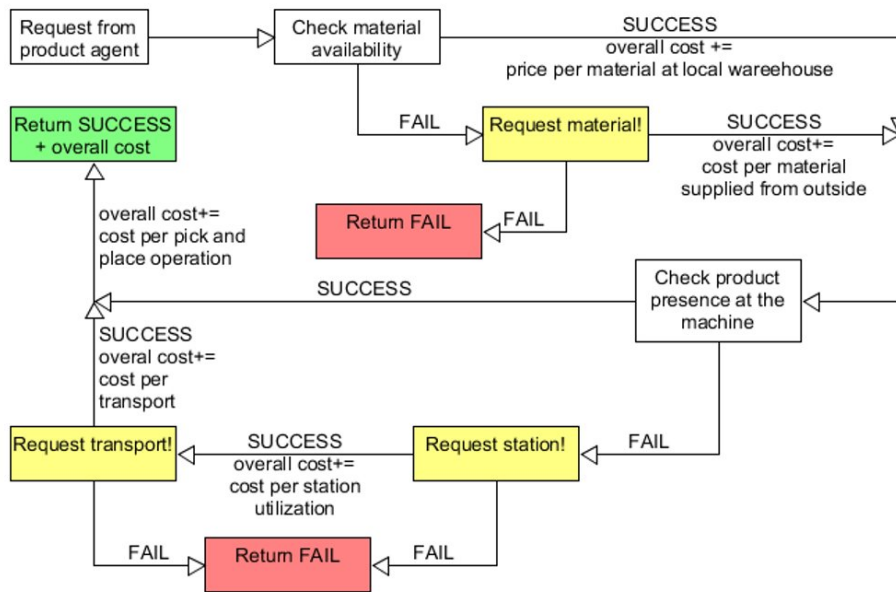 Request from
product agent
Check material
availability
SUCCESS
overall cost +=
price per material at local wareehouse
Return SUCCESS
+ overall cost
FAIL
Request material!
SUCCESS
overall cost+=
cost per material
supplied from outside
overall cost+=
cost per pick and
place operation
Return FAIL
FAIL
SUCCESS
Check product
presence at the
machine
SUCCESS
overal cost+=
cost per
transport
Request transport!
SUCCESS
overall cost+=
cost per station
utilization
Request station!
FAIL
FAIL
Return FAIL
FAIL